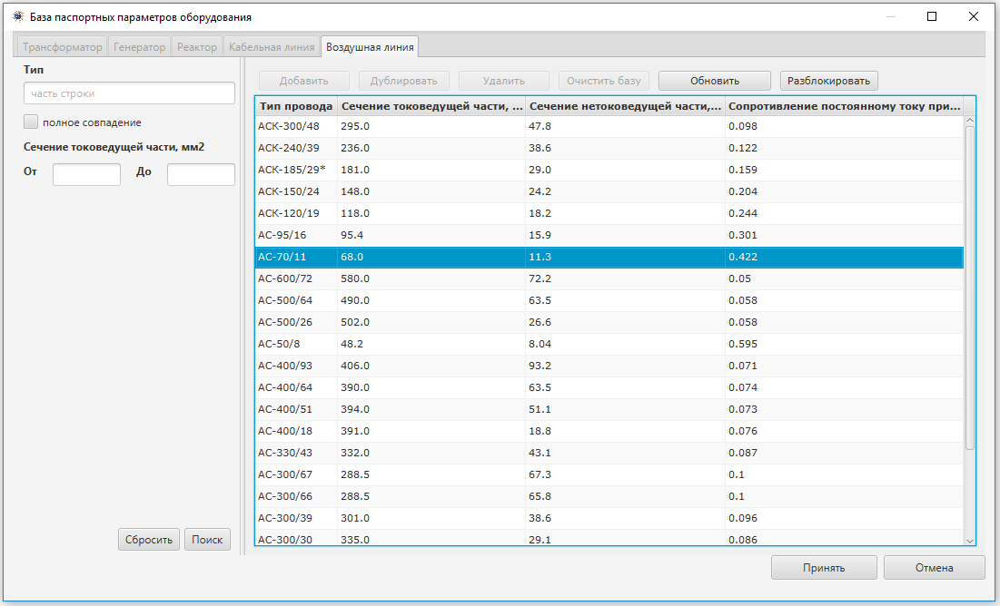 База паспортных параметров оборудования
Трансформатор Генератор Реактор Кабельная линия Воздушная линия
Тип
часть строки
полное совпадение
Сечение токоведущей части, мм2
От До
Сбросить Поиск
Добавить Дублировать Удалить Очистить базу Обновить Разблокировать
Тип провода Сечение токоведущей части, ... Сечение нетоковедущей части,... Сопротивление постоянному току при...
АСК-300/48 295.0 47.8 0.098
АСК-240/39 236.0 38.6 0.122
АСК-185/29* 181.0 29.0 0.159
АСК-150/24 148.0 24.2 0.204
АСК-120/19 118.0 18.2 0.244
АС-95/16 95.4 15.9 0.301
АС-70/11 68.0 11.3 0.422
АС-600/72 580.0 72.2 0.05
АС-500/64 490.0 63.5 0.058
АС-500/26 502.0 26.6 0.058
АС-50/8 48.2 8.04 0.595
АС-400/93 406.0 93.2 0.071
АС-400/64 390.0 63.5 0.074
АС-400/51 394.0 51.1 0.073
АС-400/18 391.0 18.8 0.076
АС-330/43 332.0 43.1 0.087
АС-300/67 288.5 67.3 0.1
АС-300/66 288.5 65.8 0.1
АС-300/39 301.0 38.6 0.096
АС-300/30 335.0 29.1 0.086
Принять Отмена